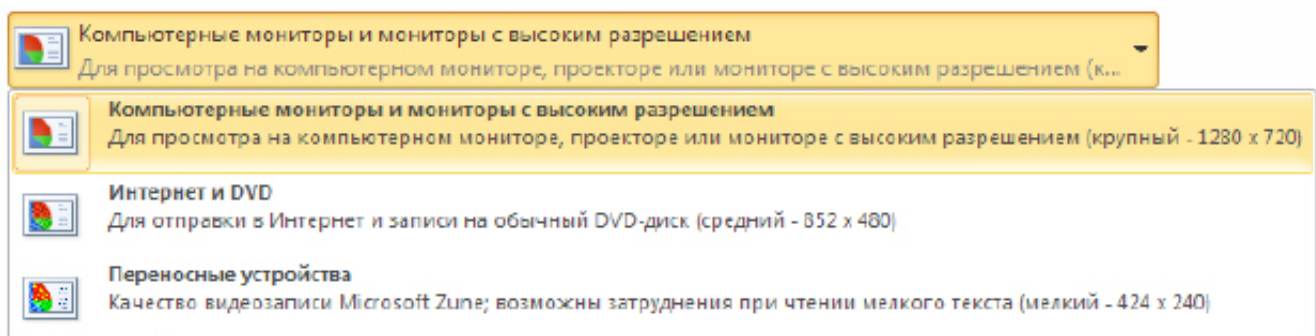 Компьютерные мониторы и мониторы с высоким разрешением
Для просмотра на компьютерном мониторе, проекторе или мониторе с высоким разрешением (к...
Компьютерные мониторы и мониторы с высоким разрешением
Для просмотра на компьютерном мониторе, проекторе или мониторе с высоким разрешением (крупный - 1280 x 720)
Интернет и DVD
Для отправки в Интернет и записи на обычный DVD-диск (средний - 852 x 480)
Переносные устройства
Качество видеозаписи Microsoft Zune; возможны затруднения при чтении мелкого текста (мелкий - 424 x 240)